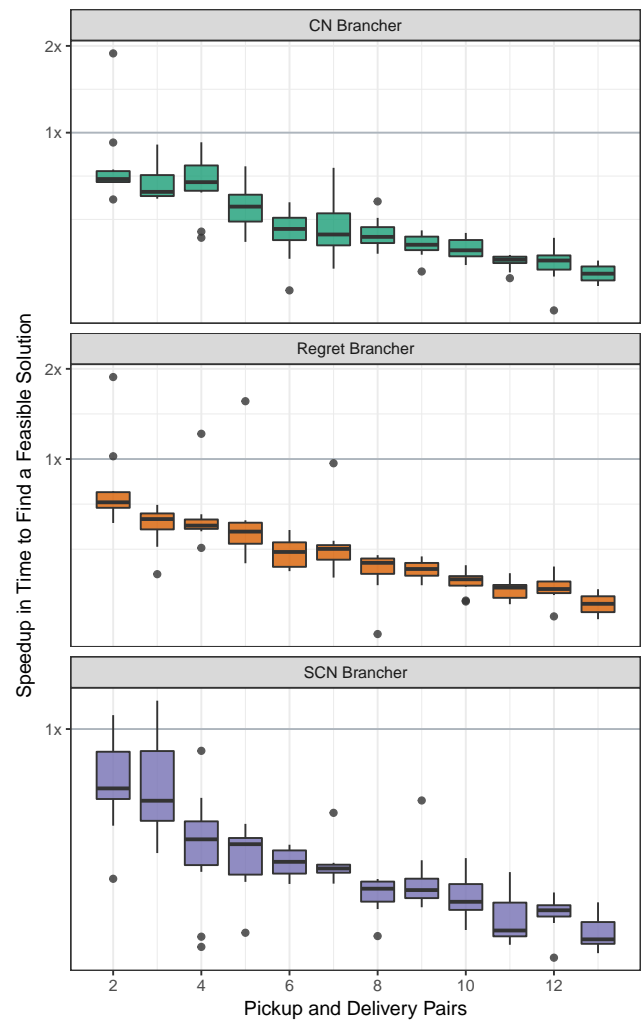 CN Brancher
2x
1x
Regret Brancher
2x
1x
SCN Brancher
1x
2 4 6 8 10 12
Pickup and Delivery Pairs
Speedup in Time to Find a Feasible Solution